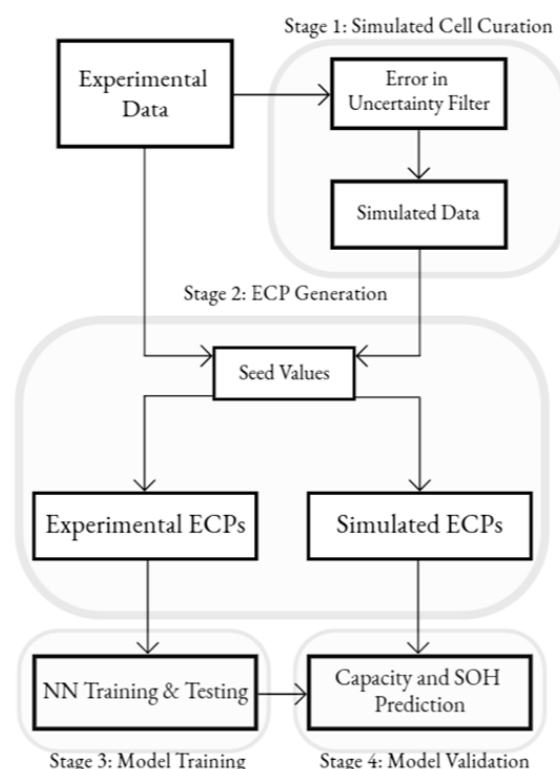 Stage 1: Simulated Cell Curation
Experimental
Data
Error in
Uncertainty Filter
Simulated Data
Stage 2: ECP Generation
Seed Values
Experimental ECPs
Simulated ECPs
NN Training & Testing
Capacity and SOH
Prediction
Stage 3: Model Training
Stage 4: Model Validation